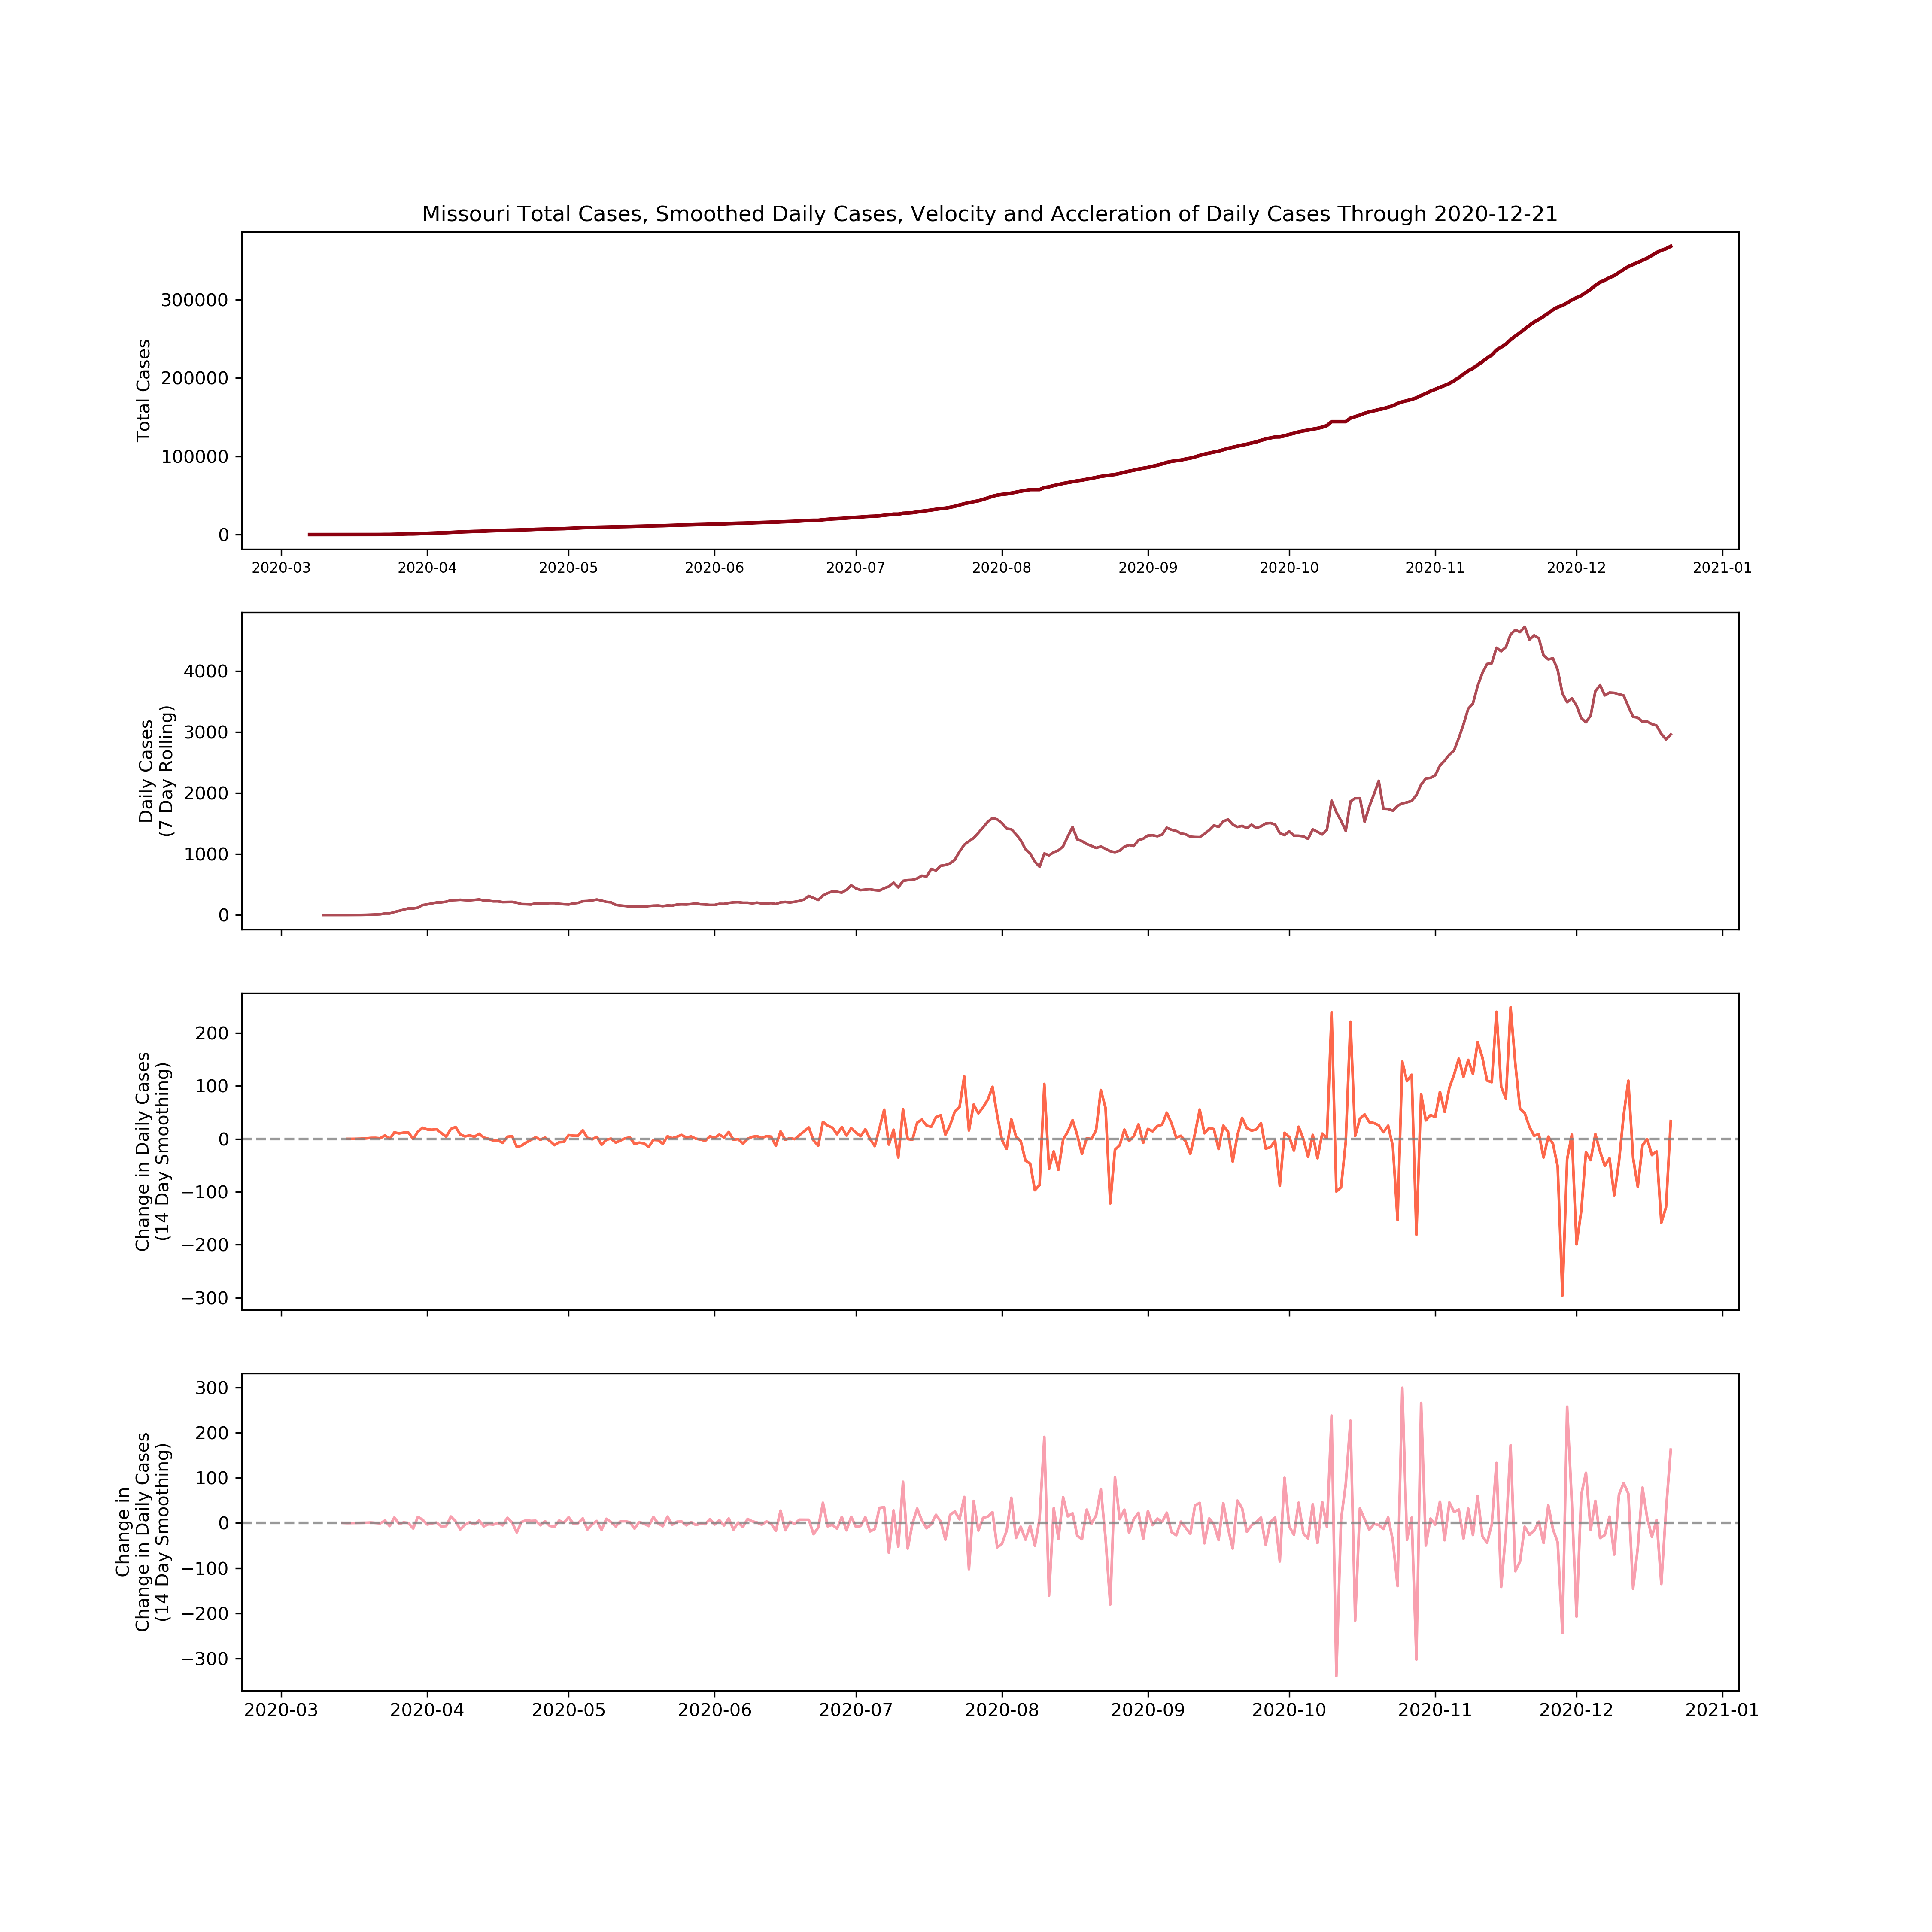 Missouri Total Cases, Smoothed Daily Cases, Velocity and Accleration of Daily Cases Through 2020-12-21
Total Cases
300000
200000
100000
0
2020-03 2020-04 2020-05 2020-06 2020-07 2020-08 2020-09 2020-10 2020-11 2020-12 2021-01
Daily Cases
(7 Day Rolling)
4000
3000
2000
1000
0
Change in Daily Cases
(14 Day Smoothing)
200
100
0
−100
−200
−300
Change in
Change in Daily Cases
(14 Day Smoothing)
300
200
100
0
−100
−200
−300
2020-03 2020-04 2020-05 2020-06 2020-07 2020-08 2020-09 2020-10 2020-11 2020-12 2021-01